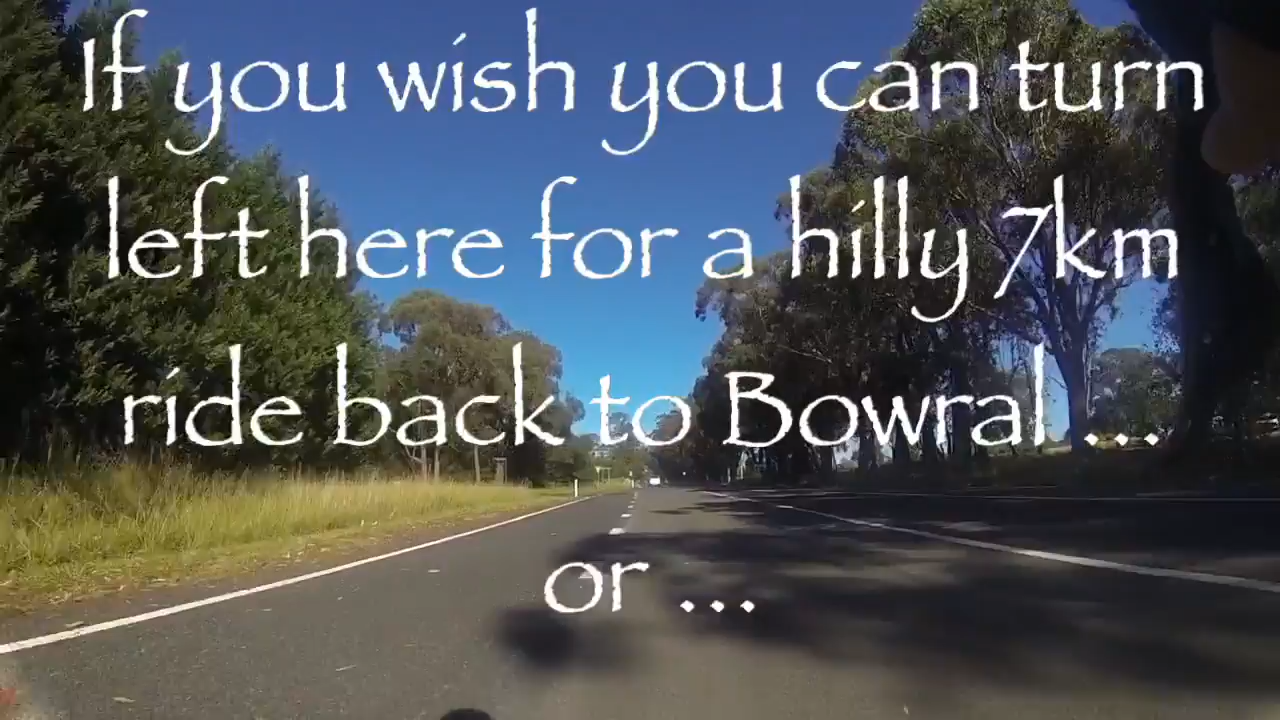 If you wish you can turn
left here for a hilly 7km
ride back to Bowral ...
or ...